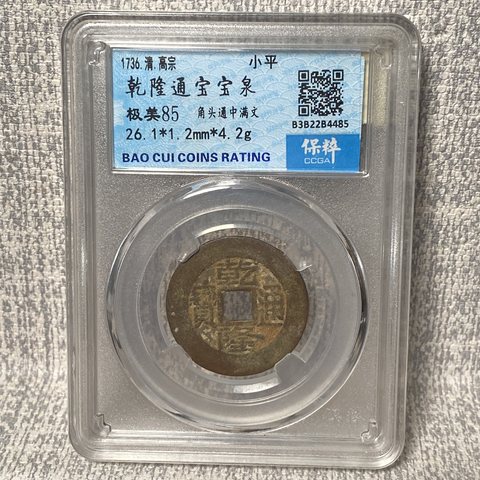 1736.清.高宗 小平
乾隆通宝宝泉
极美85 角头通中满文
26.1*1.2mm*4.2g
B3B22B4485
BAO CUI COINS RATING
保粹
CCGA
乾
寶 通
隆